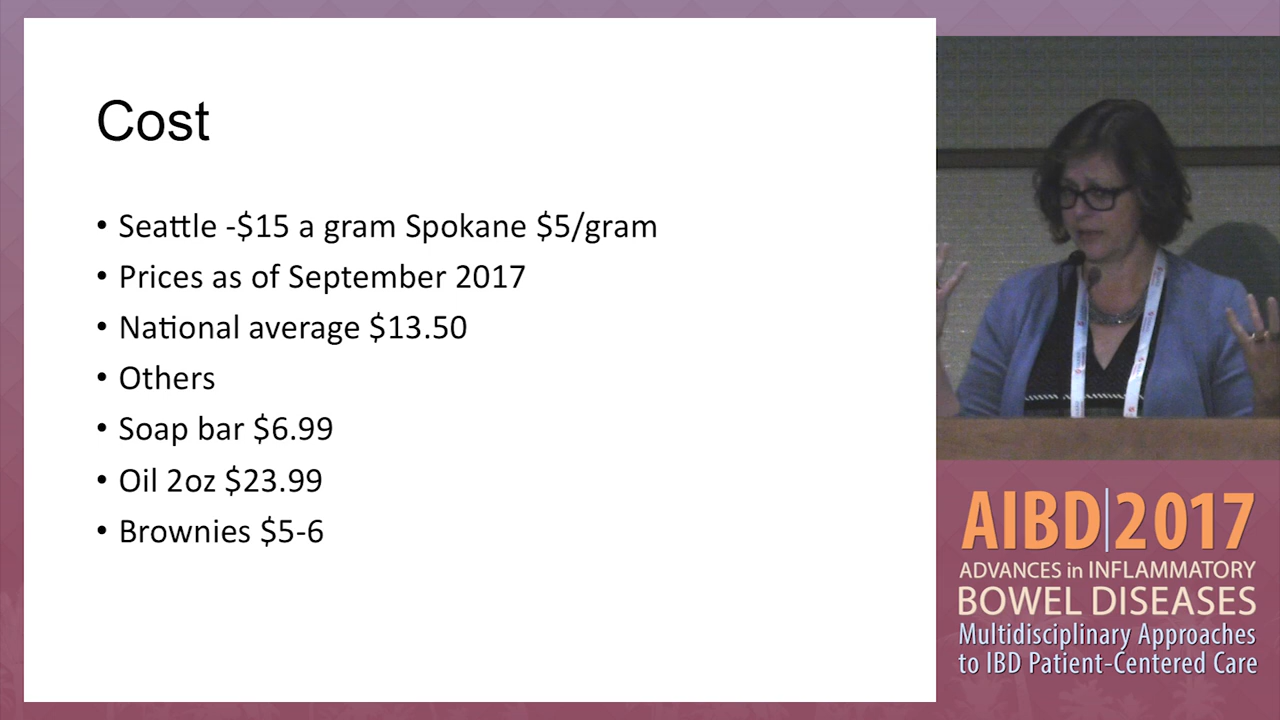 Cost
• Seattle -$15 a gram Spokane $5/gram
• Prices as of September 2017
• National average $13.50
• Others
• Soap bar $6.99
• Oil 2oz $23.99
• Brownies $5-6
AIBD|2017
ADVANCES in INFLAMMATORY
BOWEL DISEASES
Multidisciplinary Approaches
to IBD Patient-Centered Care